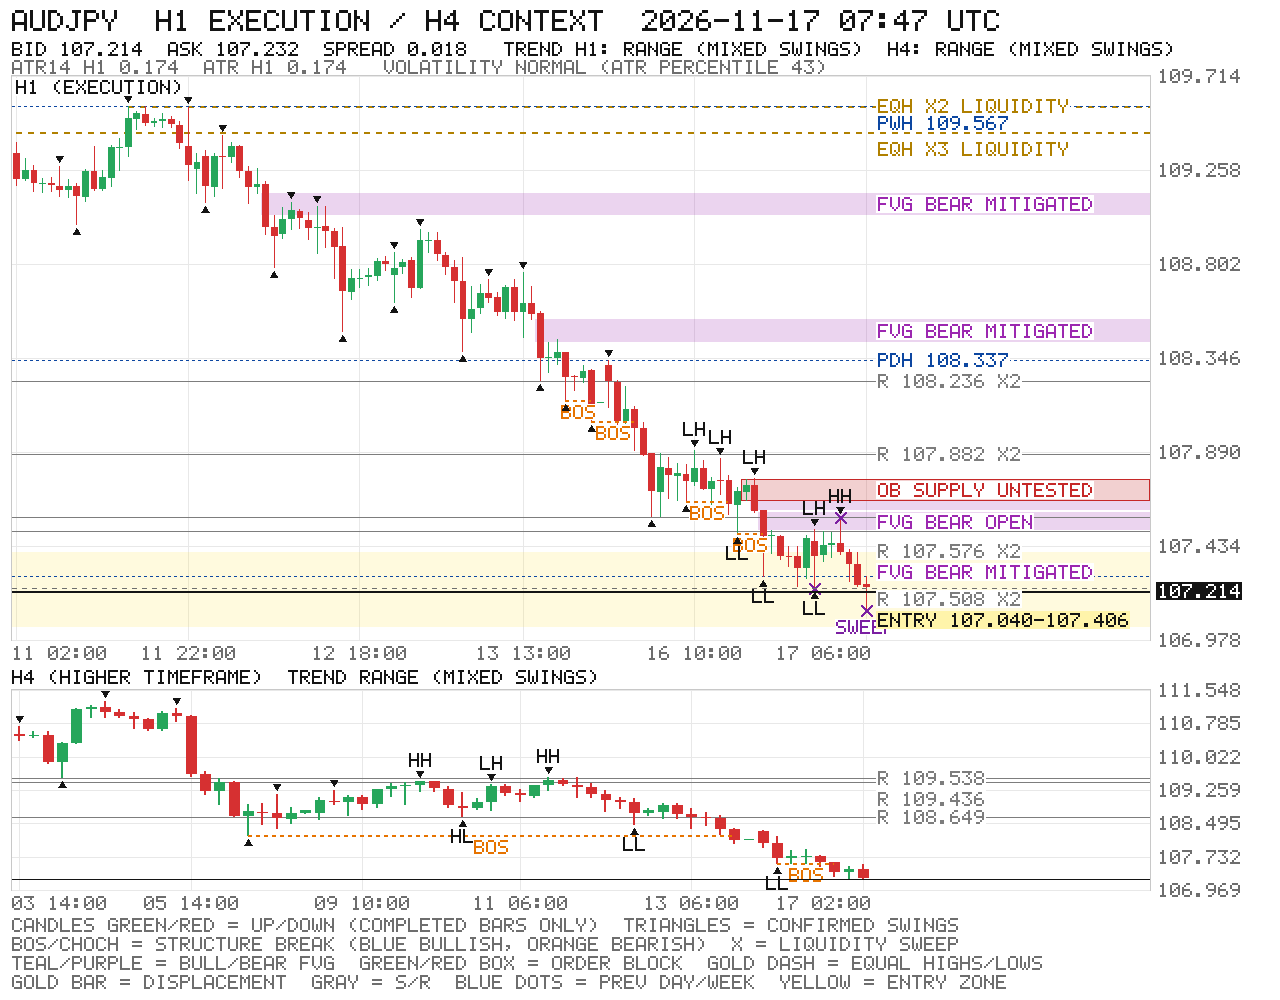 AUDJPY  H1 EXECUTION / H4 CONTEXT  2026-11-17 07:47 UTC
BID 107.214  ASK 107.232  SPREAD 0.018   TREND H1: RANGE (MIXED SWINGS)  H4: RANGE (MIXED SWINGS)
ATR14 H1 0.174  ATR H1 0.174   VOLATILITY NORMAL (ATR PERCENTILE 43)
H1 (EXECUTION)
109.714
EQH X2 LIQUIDITY
PWH 109.567
EQH X3 LIQUIDITY
109.258
FVG BEAR MITIGATED
108.802
FVG BEAR MITIGATED
PDH 108.337
108.346
R 108.236 X2
BOS
BOS
LH
LH
R 107.882 X2
107.890
LH
OB SUPPLY UNTESTED
HH
LH
BOS
FVG BEAR OPEN
BOS
LL
R 107.576 X2
107.434
FVG BEAR MITIGATED
107.214
LL
R 107.508 X2
LL
ENTRY 107.040-107.406
106.978
11 02:00  11 22:00  12 18:00  13 13:00  16 10:00  17 06:00
H4 (HIGHER TIMEFRAME)  TREND RANGE (MIXED SWINGS)
111.548
110.785
110.022
HH
LH
HH
R 109.538
109.259
R 109.436
R 108.649
108.495
HL
BOS
LL
107.732
BOS
LL
106.969
03 14:00  05 14:00  09 10:00  11 06:00  13 06:00  17 02:00
CANDLES GREEN/RED = UP/DOWN (COMPLETED BARS ONLY)  TRIANGLES = CONFIRMED SWINGS
BOS/CHOCH = STRUCTURE BREAK (BLUE BULLISH, ORANGE BEARISH)  X = LIQUIDITY SWEEP
TEAL/PURPLE = BULL/BEAR FVG  GREEN/RED BOX = ORDER BLOCK  GOLD DASH = EQUAL HIGHS/LOWS
GOLD BAR = DISPLACEMENT  GRAY = S/R  BLUE DOTS = PREV DAY/WEEK  YELLOW = ENTRY ZONE